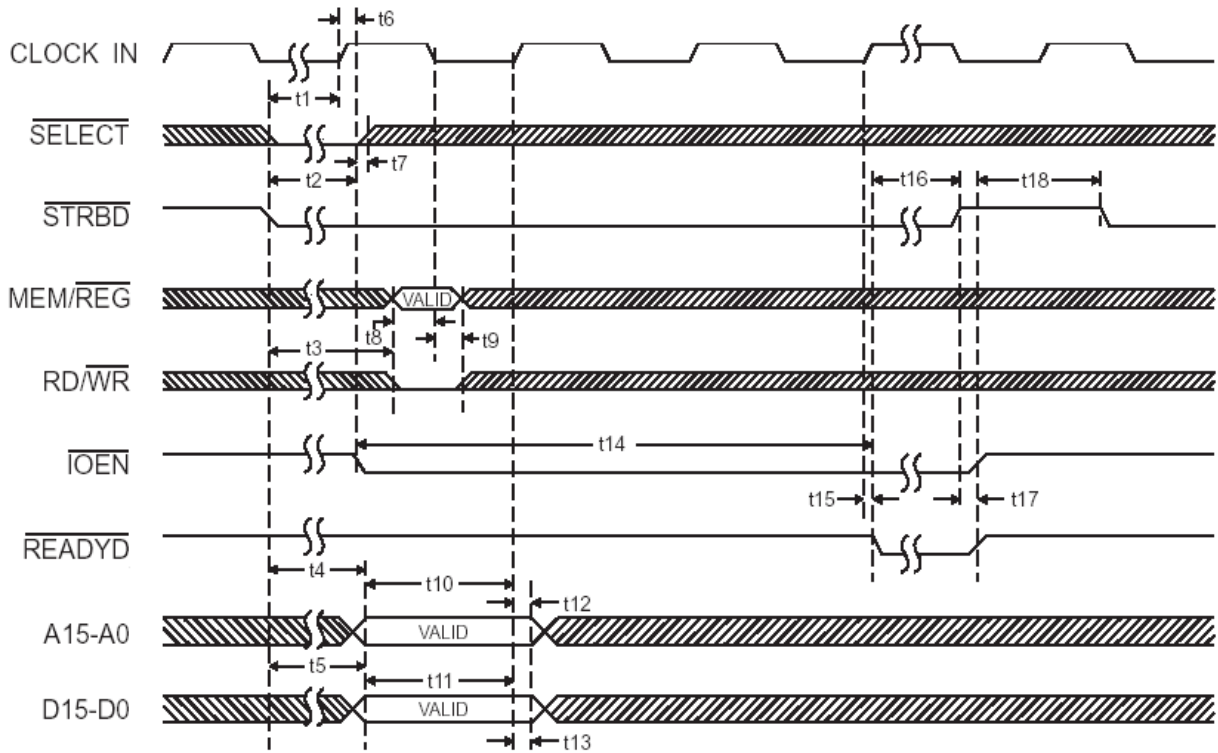 t6
CLOCK IN
t1
SELECT
t7
t2
t16
t18
STRBD
MEM/REG
VALID
t8
t9
t3
RD/WR
t14
IOEN
t15
t17
READYD
t4
t10
t12
A15-A0
VALID
t5
t11
D15-D0
VALID
t13